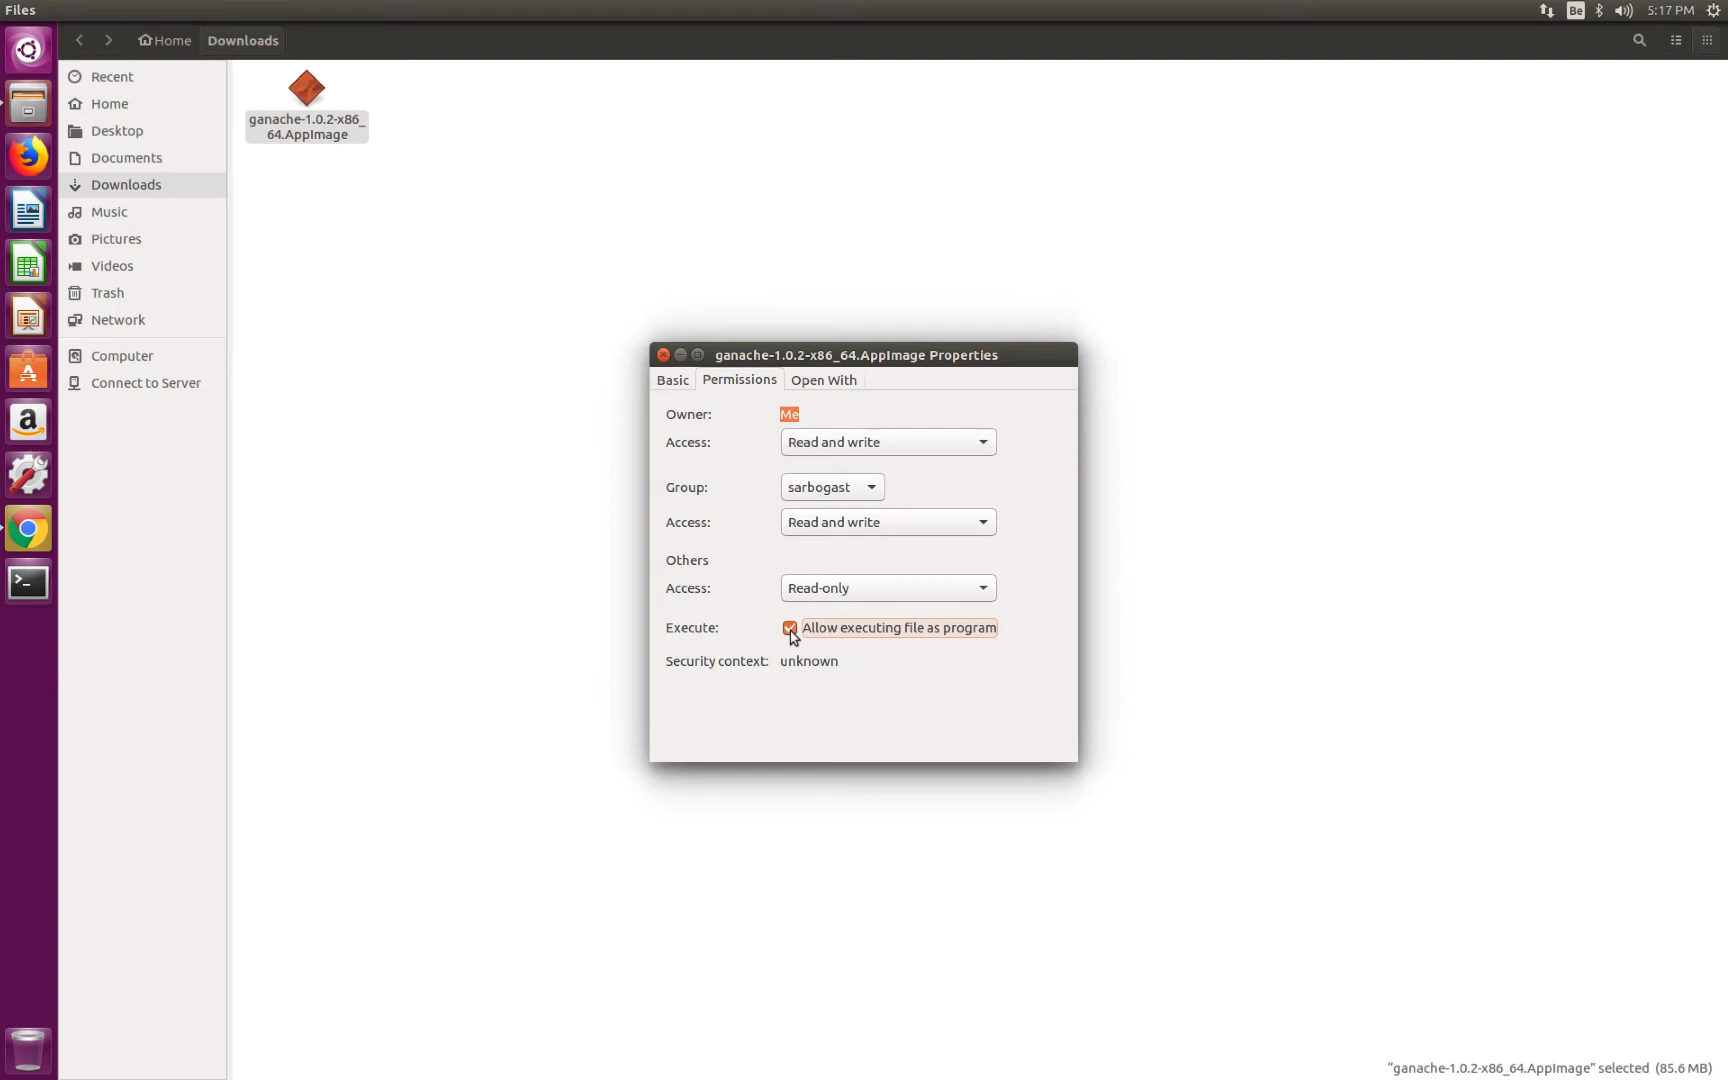 Files
Be
5:17 PM
Home
Downloads
Recent
Home
Desktop
Documents
Downloads
Music
Pictures
Videos
Trash
Network
Computer
Connect to Server
ganache-1.0.2-x86_
64.AppImage
ganache-1.0.2-x86_64.AppImage Properties
Basic
Permissions
Open With
Owner:
Me
Access:
Read and write
Group:
sarbogast
Access:
Read and write
Others
Access:
Read-only
Execute:
Allow executing file as program
Security context:
unknown
"ganache-1.0.2-x86_64.AppImage" selected (85.6 MB)